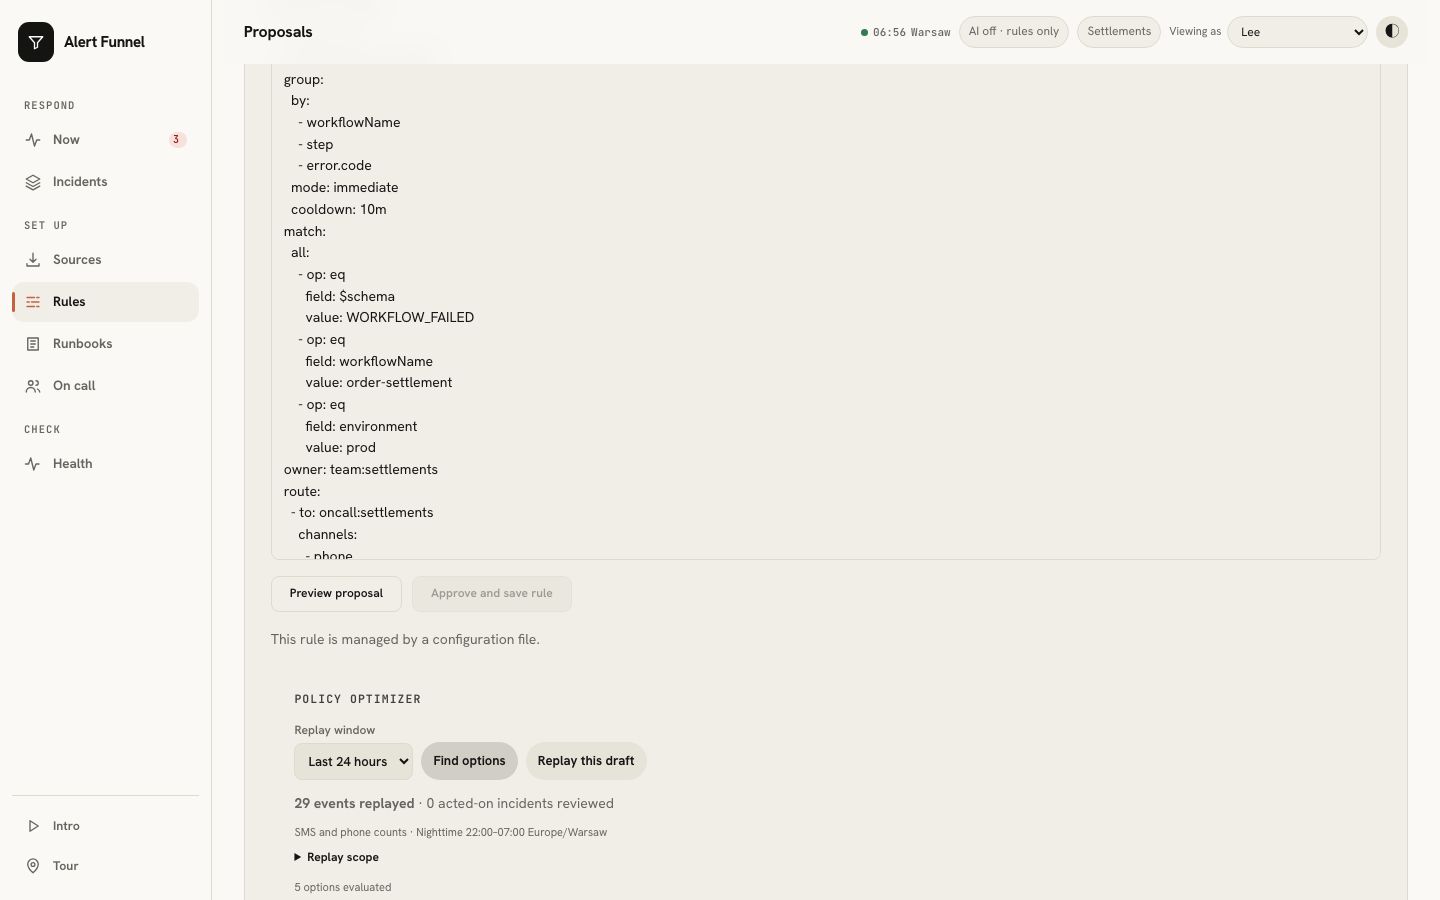 Alert Funnel
RESPOND
Now 3
Incidents
SET UP
Sources
Rules
Runbooks
On call
CHECK
Health
Intro
Tour
Proposals
06:56 Warsaw
AI off · rules only
Settlements
Viewing as
Lee
group:
  by:
    - workflowName
    - step
    - error.code
  mode: immediate
  cooldown: 10m
match:
  all:
    - op: eq
      field: $schema
      value: WORKFLOW_FAILED
    - op: eq
      field: workflowName
      value: order-settlement
    - op: eq
      field: environment
      value: prod
owner: team:settlements
route:
  - to: oncall:settlements
    channels:
      - phone
Preview proposal
Approve and save rule
This rule is managed by a configuration file.
POLICY OPTIMIZER
Replay window
Last 24 hours
Find options
Replay this draft
29 events replayed · 0 acted-on incidents reviewed
SMS and phone counts · Nighttime 22:00–07:00 Europe/Warsaw
Replay scope
5 options evaluated